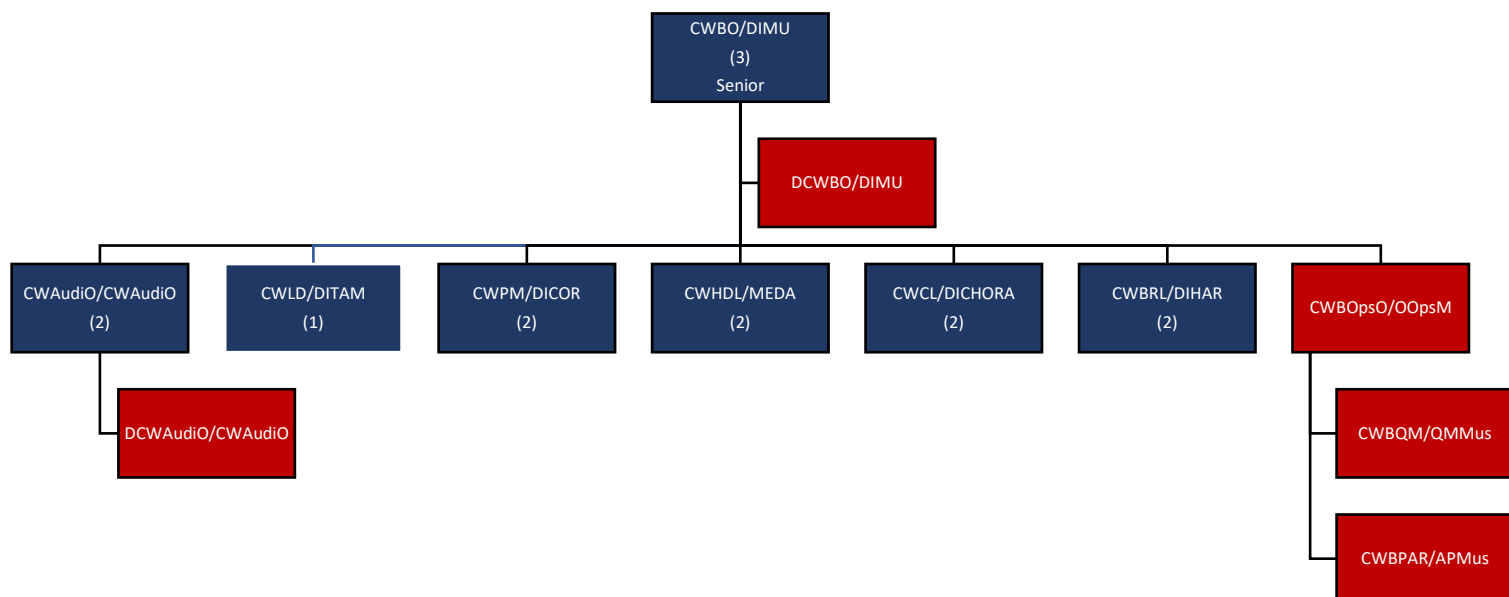 CWBO/DIMU
(3)
Senior
DCWBO/DIMU
CWAudiO/CWAudiO
(2)
CWLD/DITAM
(1)
CWPM/DICOR
(2)
CWHDL/MEDA
(2)
CWCL/DICHORA
(2)
CWBRL/DIHAR
(2)
CWBOpsO/OOpsM
DCWAudiO/CWAudiO
CWBQM/QMMus
CWBPAR/APMus